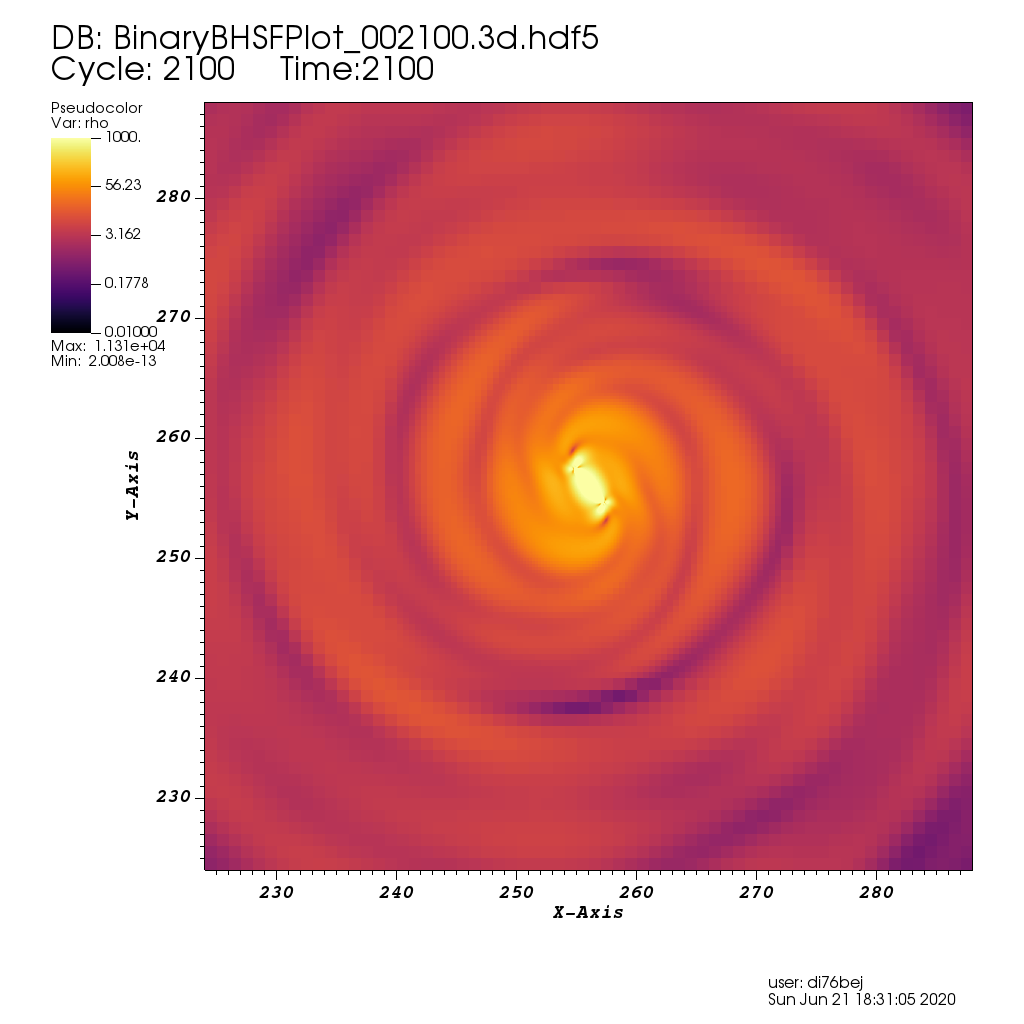 DB: BinaryBHSFPlot_002100.3d.hdf5
Cycle: 2100 Time:2100
Pseudocolor
Var: rho
1000.
56.23
3.162
0.1778
0.01000
Max: 1.131e+04
Min: 2.008e-13
280
270
260
250
240
230
Y-Axis
230 240 250 260 270 280
X-Axis
user: di76bej
Sun Jun 21 18:31:05 2020